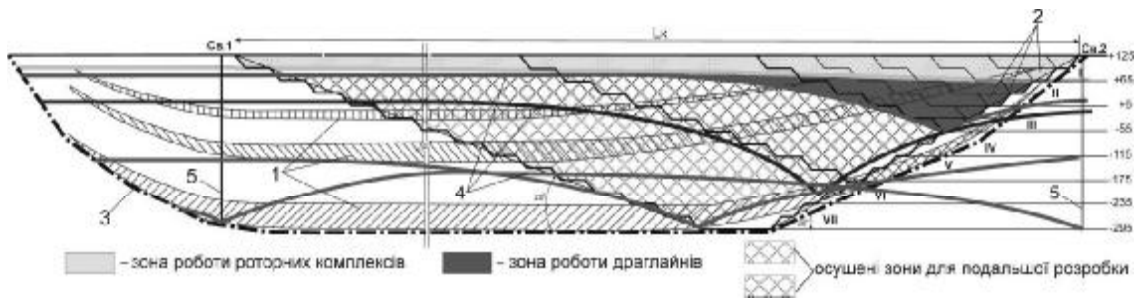 2
Lк
Св.1
Св.2
+125
I
+65
II
+5
III
-55
IV
-115
V
1
4
5
-175
VI
5
3
-235
VII
-295
– зона роботи роторних комплексів
– зона роботи драглайнів
осушені зони для подальшої розробки